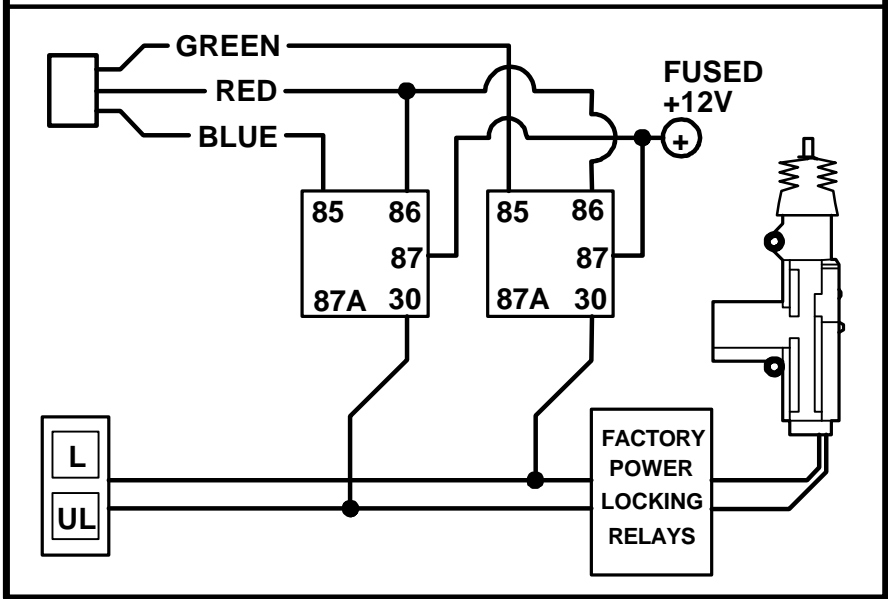 GREEN
RED
BLUE
FUSED
+12V
+
85 86
87
87A 30
85 86
87
87A 30
L
UL
FACTORY
POWER
LOCKING
RELAYS